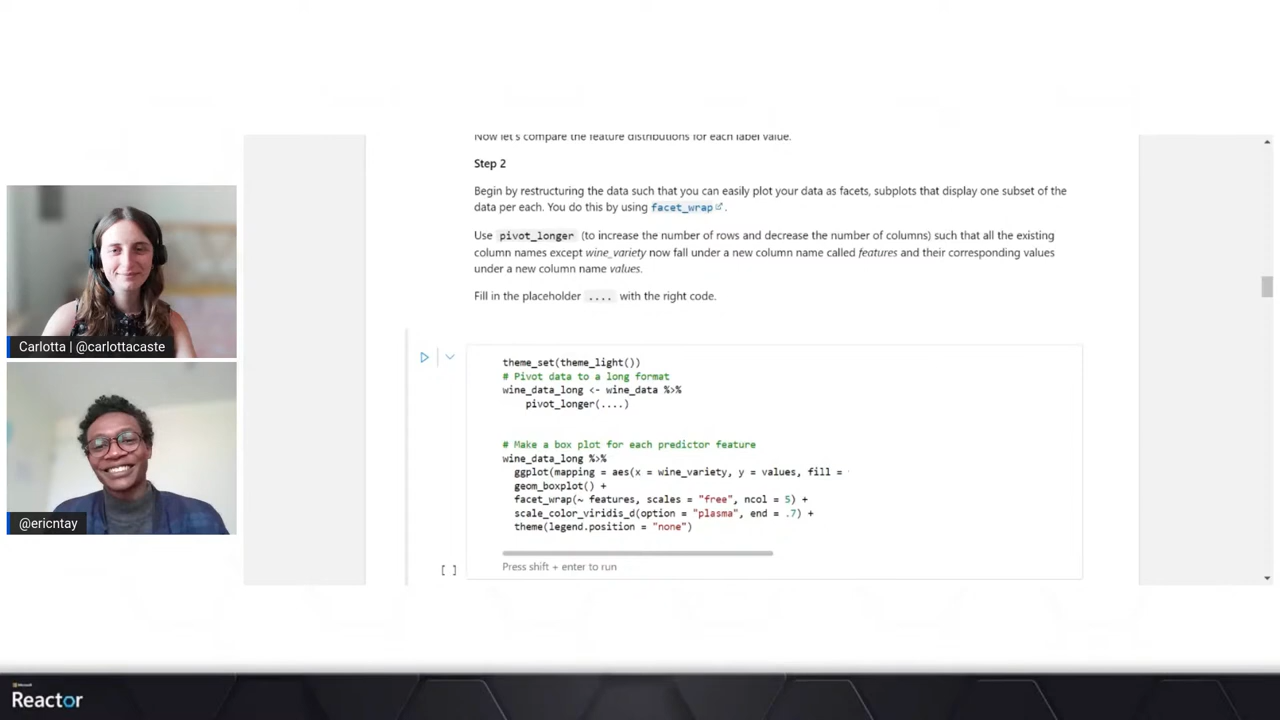 Now let's compare the feature distributions for each label value.
Step 2
Begin by restructuring the data such that you can easily plot your data as facets, subplots that display one subset of the
data per each. You do this by using facet_wrap.
Use pivot_longer (to increase the number of rows and decrease the number of columns) such that all the existing
column names except wine_variety now fall under a new column name called features and their corresponding values
under a new column name values.
Fill in the placeholder .... with the right code.
theme_set(theme_light())
# Pivot data to a long format
wine_data_long <- wine_data %>%
pivot_longer(....)
# Make a box plot for each predictor feature
wine_data_long %>%
ggplot(mapping = aes(x = wine_variety, y = values, fill =
geom_boxplot() +
facet_wrap(~ features, scales = "free", ncol = 5) +
scale_color_viridis_d(option = "plasma", end = .7) +
theme(legend.position = "none")
[ ]
Press shift + enter to run
Carlotta | @carlottacaste
@ericntay
Microsoft
Reactor